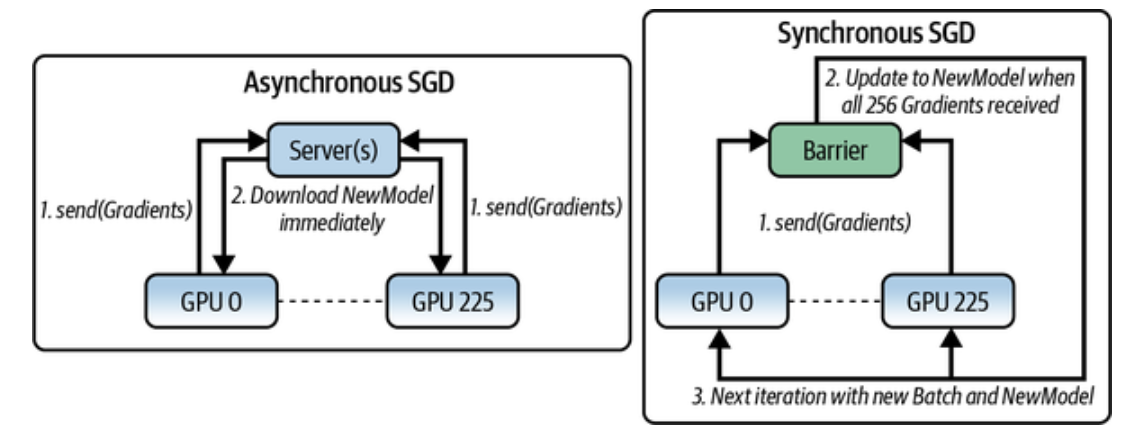 Asynchronous SGD
Server(s)
1. send(Gradients)
2. Download NewModel
immediately
1. send(Gradients)
GPU 0
GPU 225
Synchronous SGD
2. Update to NewModel when
all 256 Gradients received
Barrier
1. send(Gradients)
GPU 0
GPU 225
3. Next iteration with new Batch and NewModel